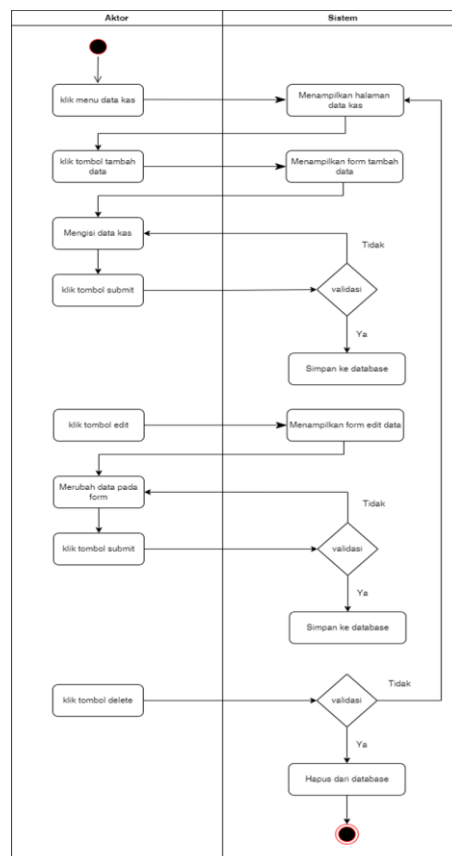 Aktor
Sistem
klik menu data kas
Menampilkan halaman
data kas
klik tombol tambah
data
Menampilkan form tambah
data
Mengisi data kas
Tidak
klik tombol submit
validasi
Ya
Simpan ke database
klik tombol edit
Menampilkan form edit data
Merubah data pada
form
Tidak
klik tombol submit
validasi
Ya
Simpan ke database
Tidak
klik tombol delete
validasi
Ya
Hapus dari database